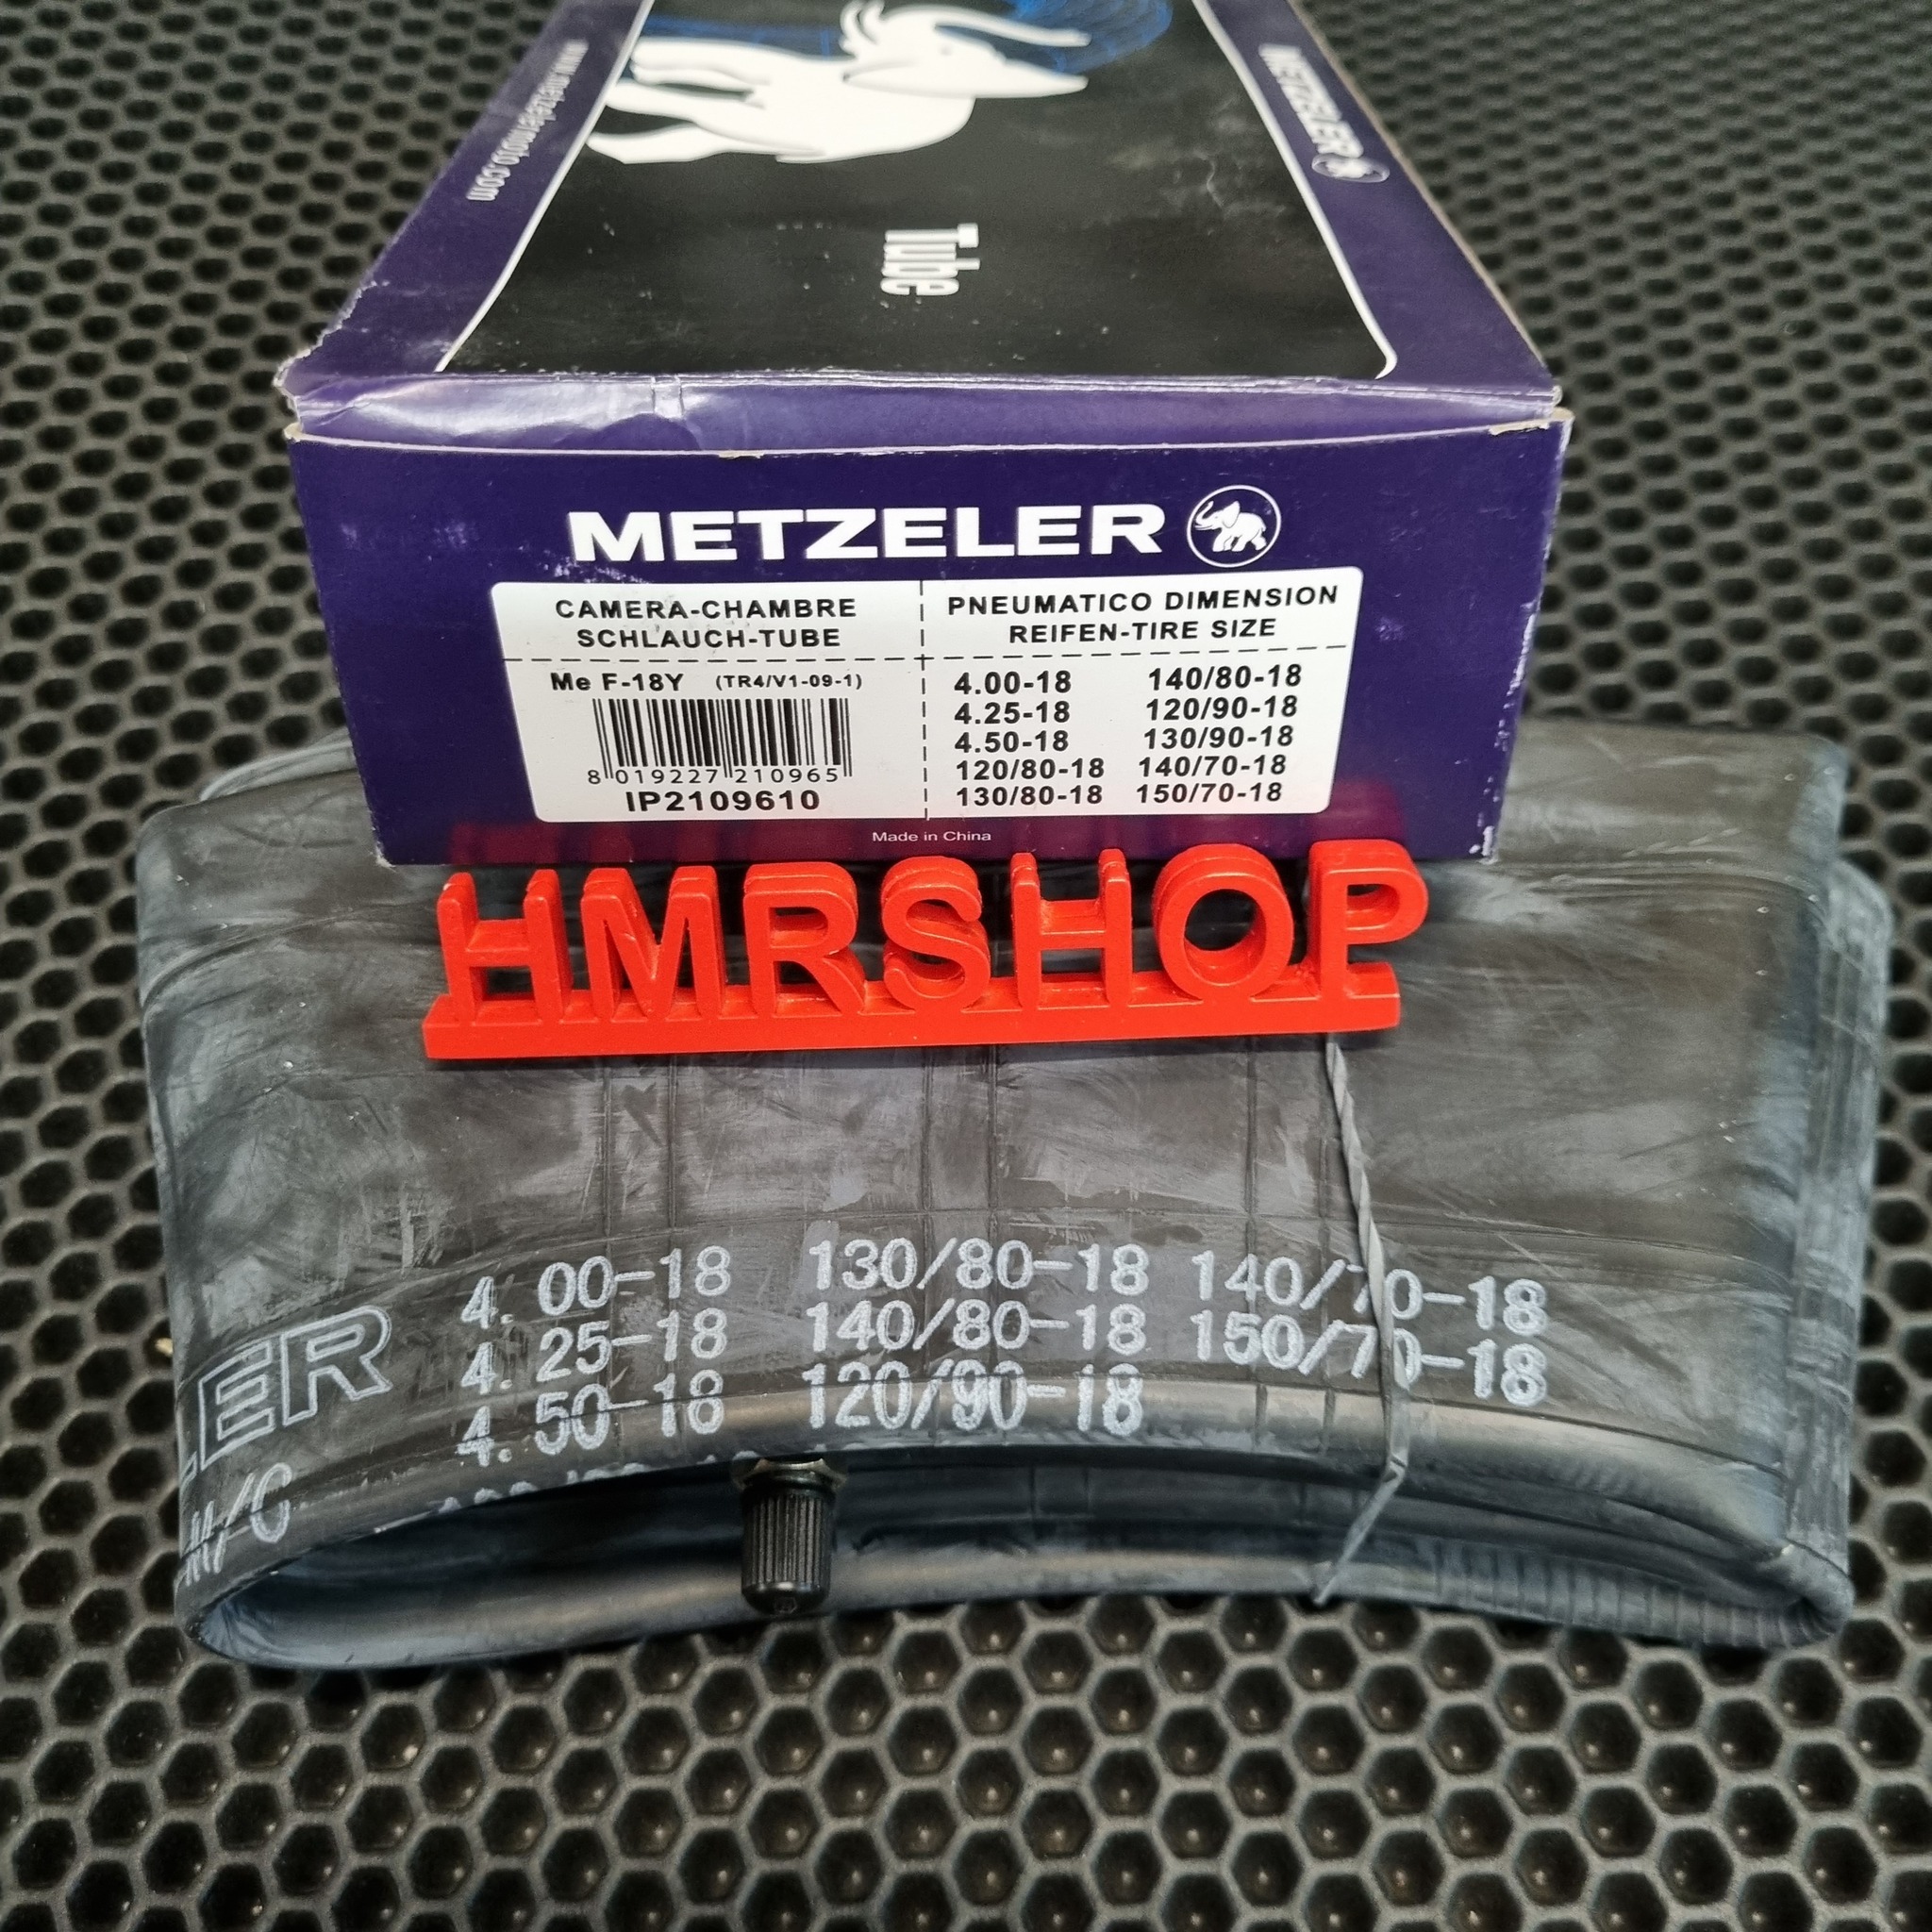 www.metzelermoto.com
METZELER
Tube
METZELER
CAMERA-CHAMBRE
SCHLAUCH-TUBE
PNEUMATICO DIMENSION
REIFEN-TIRE SIZE
Me F-18Y (TR4/V1-09-1)
8 019227 210965
IP2109610
4.00-18 140/80-18
4.25-18 120/90-18
4.50-18 130/90-18
120/80-18 140/70-18
130/80-18 150/70-18
Made in China
HMRSHOP
LER
M/C
4.00-18 130/80-18 140/70-18
4.25-18 140/80-18 150/70-18
4.50-18 120/90-18